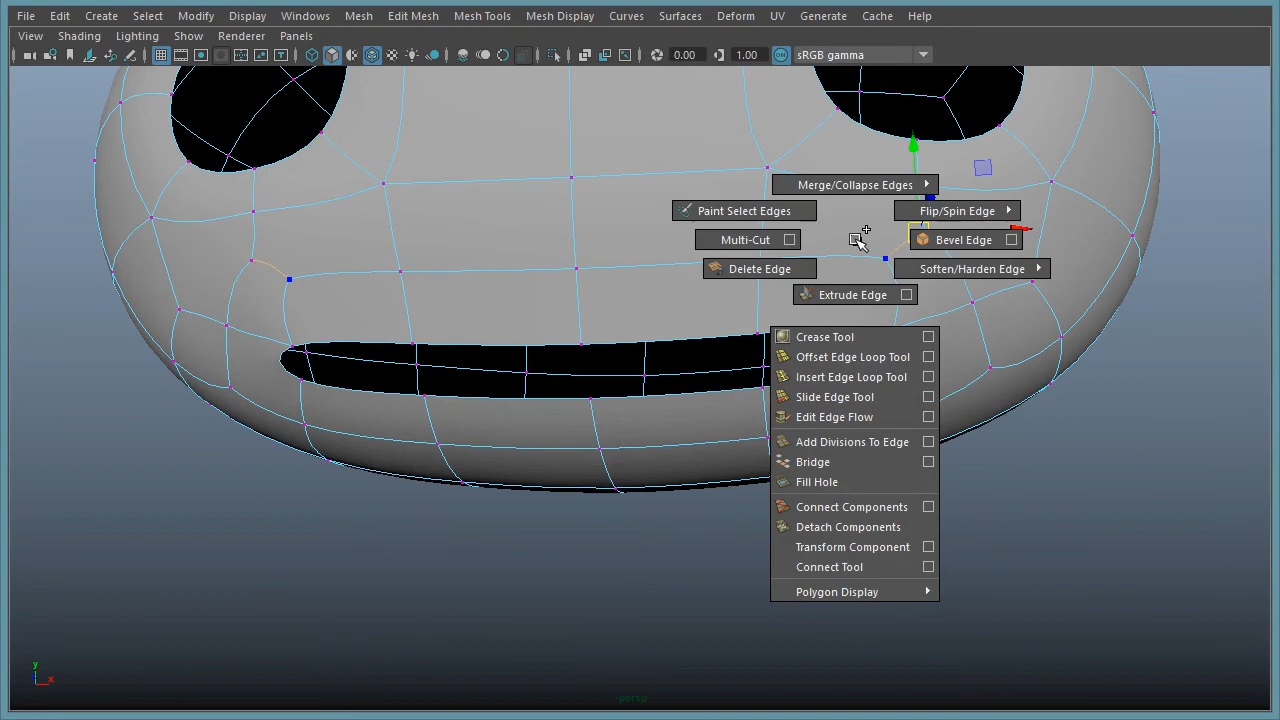 File Edit Create Select Modify Display Windows Mesh Edit Mesh Mesh Tools Mesh Display Curves Surfaces Deform UV Generate Cache Help
View Shading Lighting Show Renderer Panels
0.00 1.00 ON sRGB gamma
Merge/Collapse Edges
Paint Select Edges Flip/Spin Edge
Multi-Cut Bevel Edge
Delete Edge Soften/Harden Edge
Extrude Edge
Crease Tool
Offset Edge Loop Tool
Insert Edge Loop Tool
Slide Edge Tool
Edit Edge Flow
Add Divisions To Edge
Bridge
Fill Hole
Connect Components
Detach Components
Transform Component
Connect Tool
Polygon Display
y
x
persp